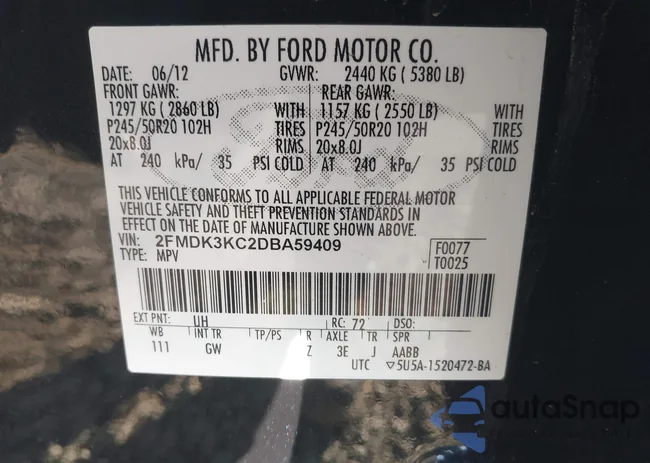 MFD. BY FORD MOTOR CO.
DATE: 06/12 GVWR: 2440 KG ( 5380 LB)
FRONT GAWR: REAR GAWR:
1297 KG ( 2860 LB) WITH 1157 KG ( 2550 LB) WITH
P245/50R20 102H TIRES P245/50R20 102H TIRES
20x8.0J RIMS 20x8.0J RIMS
AT 240 kPa/ 35 PSI COLD AT 240 kPa/ 35 PSI COLD
THIS VEHICLE CONFORMS TO ALL APPLICABLE FEDERAL MOTOR
VEHICLE SAFETY AND THEFT PREVENTION STANDARDS IN
EFFECT ON THE DATE OF MANUFACTURE SHOWN ABOVE.
VIN: 2FMDK3KC2DBA59409 F0077
TYPE: MPV T0025
EXT PNT: UH RC: 72 DSO:
WB INT TR TP/PS R AXLE TR SPR
111 GW Z 3E J AABB
UTC ▽5U5A-1520472-BA
autaSnap